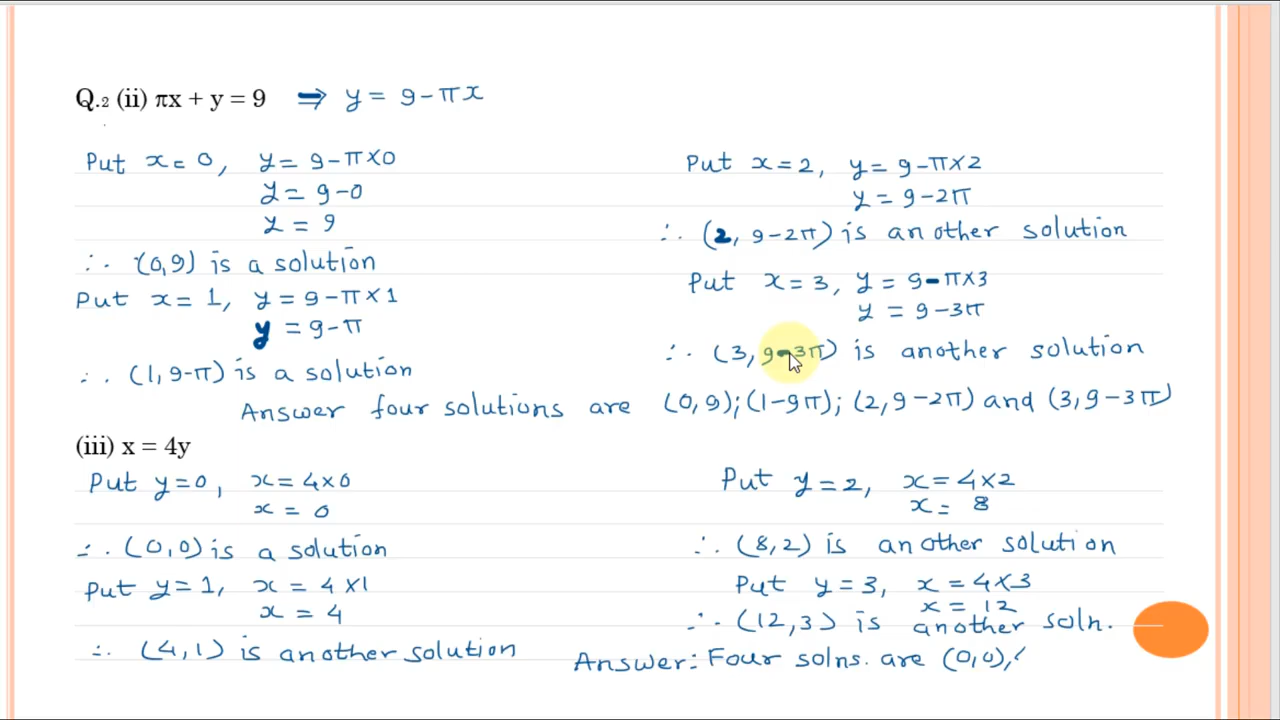 Q.2 (ii) πx + y = 9 ⇒ y = 9-πx
Put x = 0, y = 9-π×0
y = 9-0
y = 9
∴ (0,9) is a solution
Put x = 1, y = 9-π×1
y = 9-π
∴ (1,9-π) is a solution
Put x = 2, y = 9-π×2
y = 9-2π
∴ (2, 9-2π) is another solution
Put x = 3, y = 9-π×3
y = 9-3π
∴ (3, 9-3π) is another solution
Answer four solutions are (0,9); (1-9π); (2,9-2π) and (3,9-3π)
(iii) x = 4y
Put y=0, x=4×0
x = 0
∴ (0,0) is a solution
Put y=1, x = 4×1
x = 4
∴ (4,1) is another solution
Put y=2, x=4×2
x = 8
∴ (8,2) is another solution
Put y=3, x=4×3
x = 12
∴ (12,3) is another soln.
Answer: Four solns. are (0,0),(